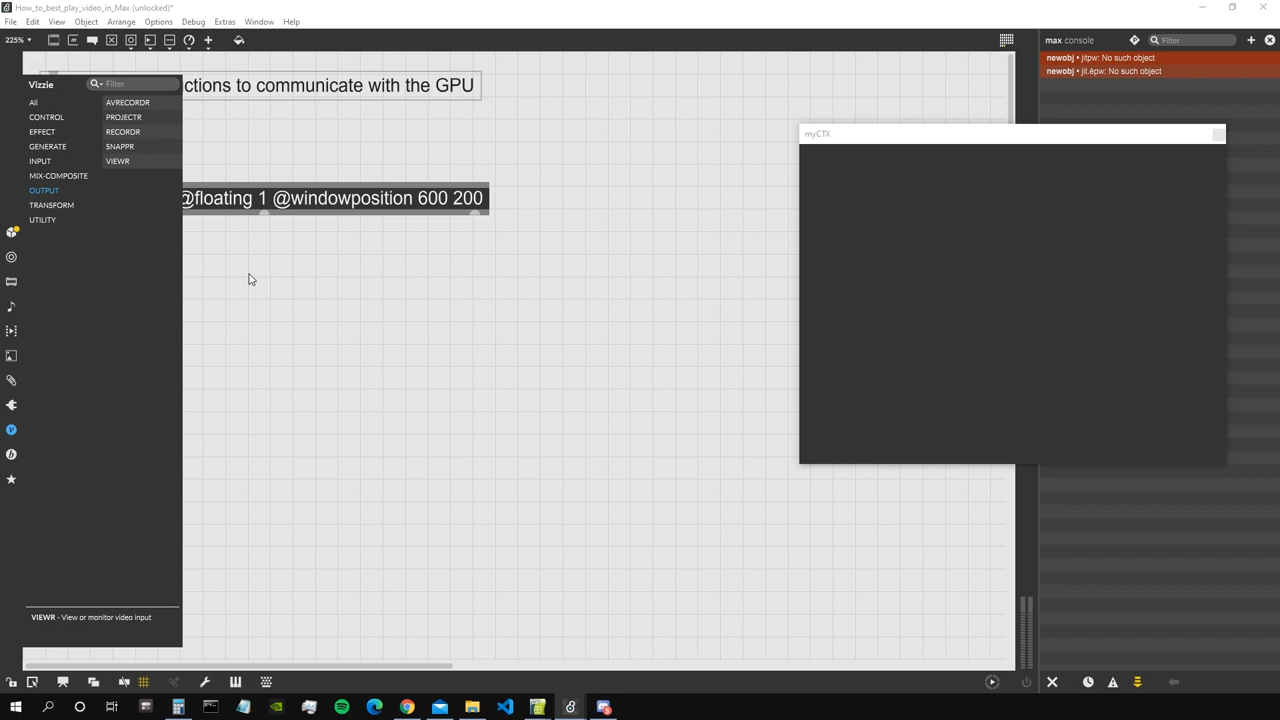 How_to_best_play_video_in_Max (unlocked)*
File Edit View Object Arrange Options Debug Extras Window Help
225%
max console
Filter
newobj • jitpw: No such object
newobj • jit.épw: No such object
Vizzie
Filter
All
CONTROL
EFFECT
GENERATE
INPUT
MIX-COMPOSITE
OUTPUT
TRANSFORM
UTILITY
AVRECORDR
PROJECTR
RECORDR
SNAPPR
VIEWR
ctions to communicate with the GPU
@floating 1 @windowposition 600 200
myCTX
VIEWR - View or monitor video input